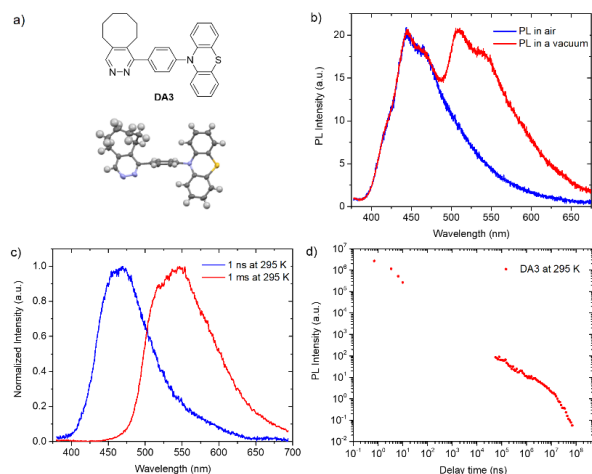 a)
N
N
N
S
DA3
N
N
N
S
b)
PL in air
PL in a vacuum
PL Intensity (a.u.)
20
15
10
5
400 450 500 550 600 650
Wavelength (nm)
c)
1 ns at 295 K
1 ms at 295 K
Normalized Intensity (a.u.)
1.0
0.8
0.6
0.4
0.2
0.0
400 450 500 550 600 650 700
Wavelength (nm)
d)
DA3 at 295 K
PL Intensity (a.u.)
10⁷
10⁶
10⁵
10⁴
10³
10²
10¹
10⁰
10⁻¹
10⁻²
10⁻¹ 10⁰ 10¹ 10² 10³ 10⁴ 10⁵ 10⁶ 10⁷ 10⁸ 10⁹
Delay time (ns)